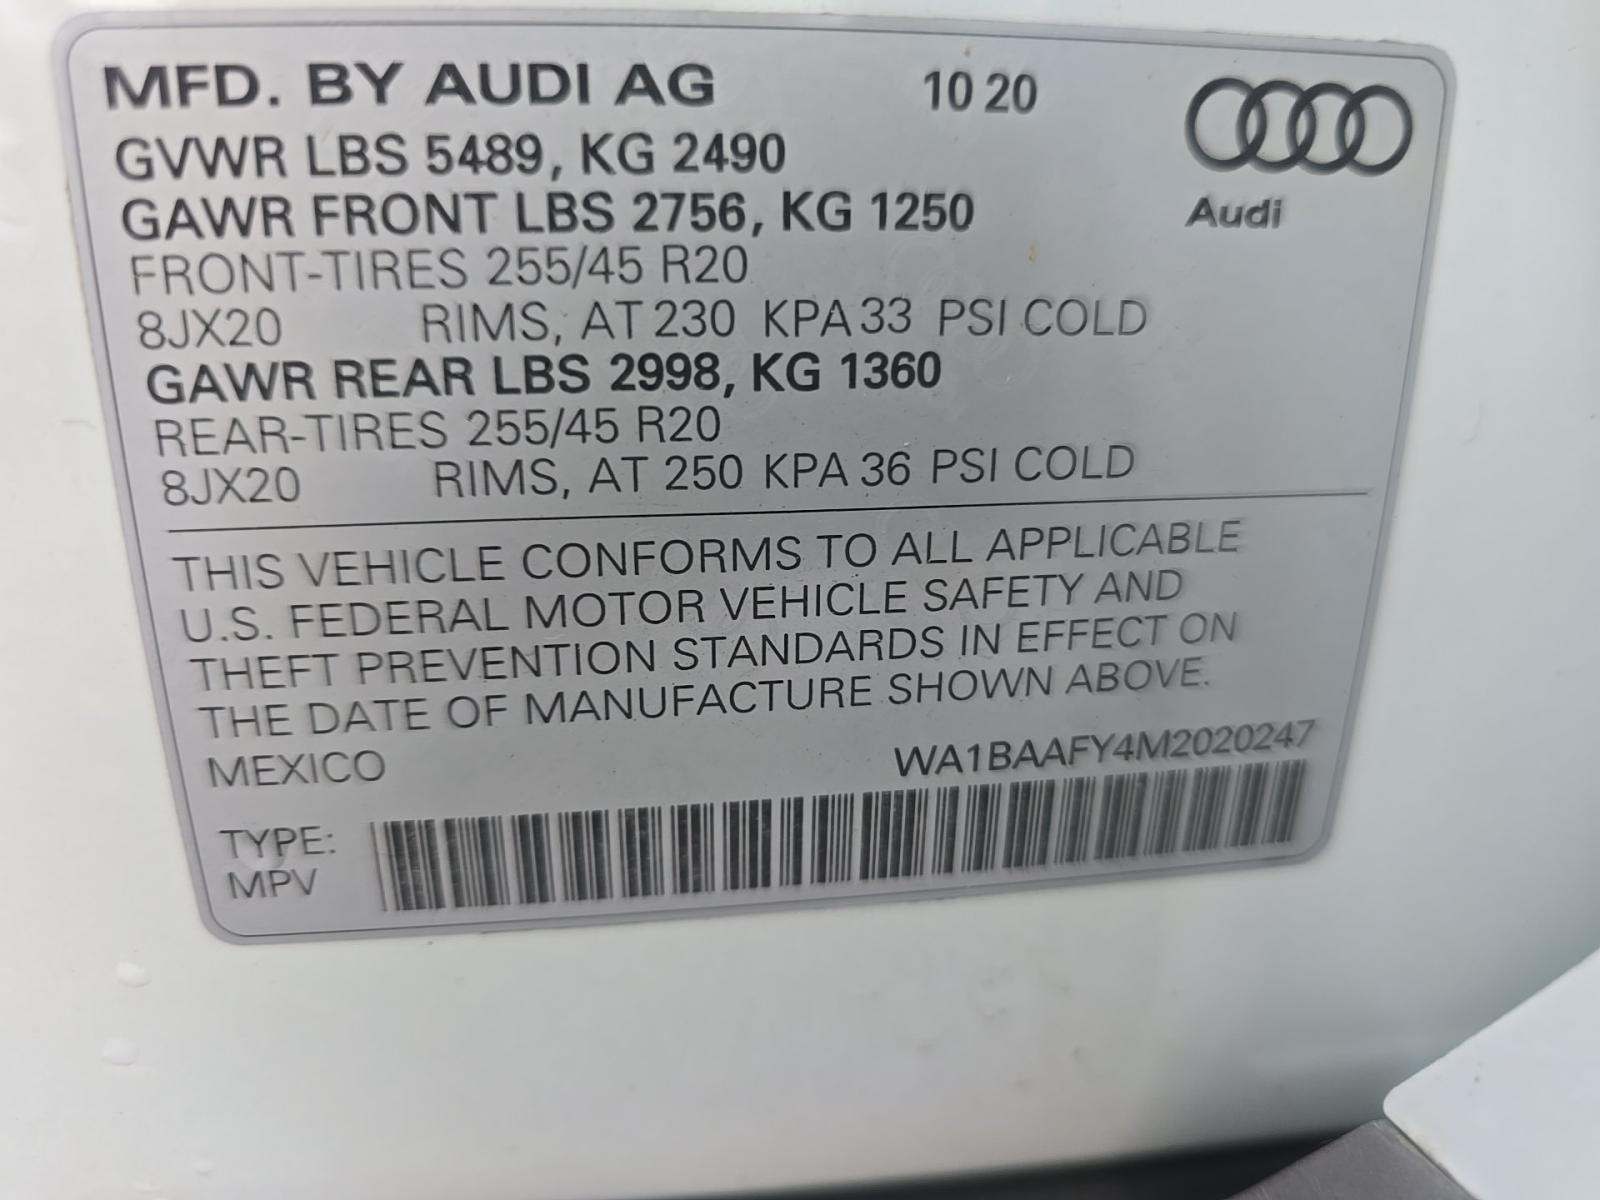 MFD. BY AUDI AG 10 20
GVWR LBS 5489, KG 2490
GAWR FRONT LBS 2756, KG 1250
Audi
FRONT-TIRES 255/45 R20
8JX20 RIMS, AT 230 KPA 33 PSI COLD
GAWR REAR LBS 2998, KG 1360
REAR-TIRES 255/45 R20
8JX20 RIMS, AT 250 KPA 36 PSI COLD
THIS VEHICLE CONFORMS TO ALL APPLICABLE
U.S. FEDERAL MOTOR VEHICLE SAFETY AND
THEFT PREVENTION STANDARDS IN EFFECT ON
THE DATE OF MANUFACTURE SHOWN ABOVE.
MEXICO WA1BAAFY4M2020247
TYPE:
MPV